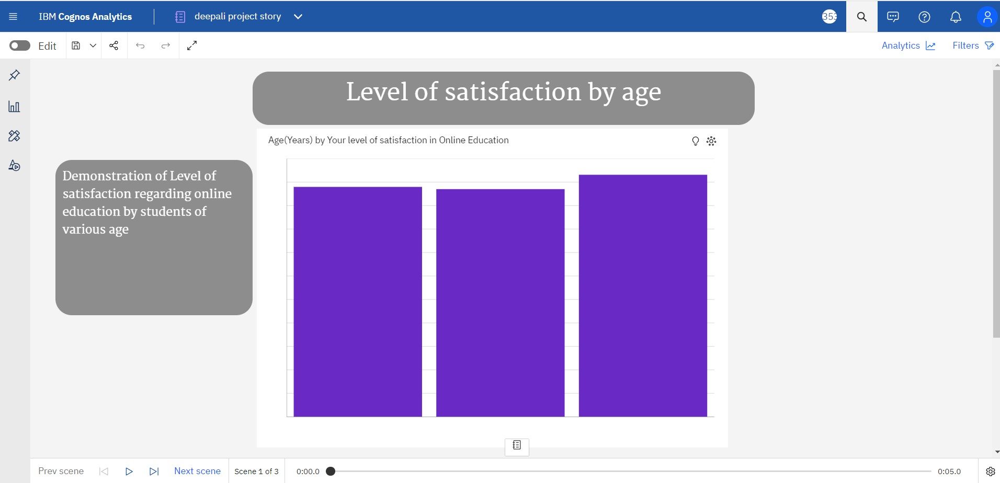 IBM Cognos Analytics
deepali project story
353
Edit
Analytics
Filters
Level of satisfaction by age
Age(Years) by Your level of satisfaction in Online Education
Demonstration of Level of
satisfaction regarding online
education by students of
various age
Prev scene
Next scene
Scene 1 of 3
0:00.0
0:05.0